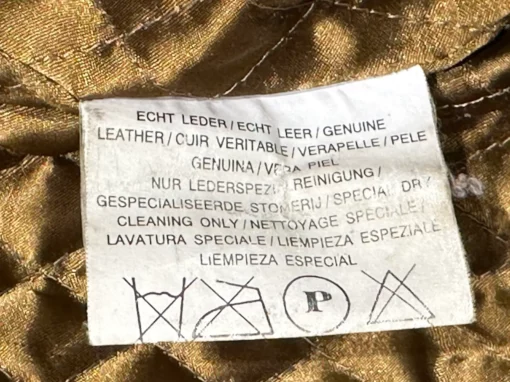 ECHT LEDER / ECHT LEER / GENUINE
LEATHER / CUIR VERITABLE / VERAPELLE / PELE
GENUINA / VERA PIEL
NUR LEDERSPEZI REINIGUNG /
GESPECIALISEERDE STOMERIJ / SPECIAL DRY
CLEANING ONLY / NETTOYAGE SPECIALE /
LAVATURA SPECIALE / LIEMPIEZA ESPEZIALE
LIEMPIEZA ESPECIAL
P